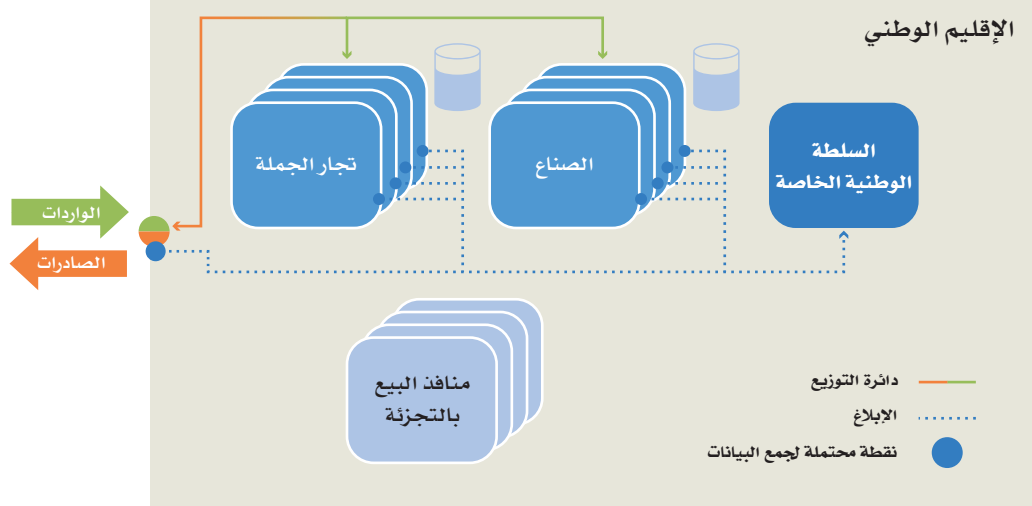 الإقليم الوطني
السلطة
الوطنية الخاصة
الصناع
تجار الجملة
الواردات
الصادرات
منافذ البيع
بالتجزئة
دائرة التوزيع
الإبلاغ
نقطة محتملة لجمع البيانات